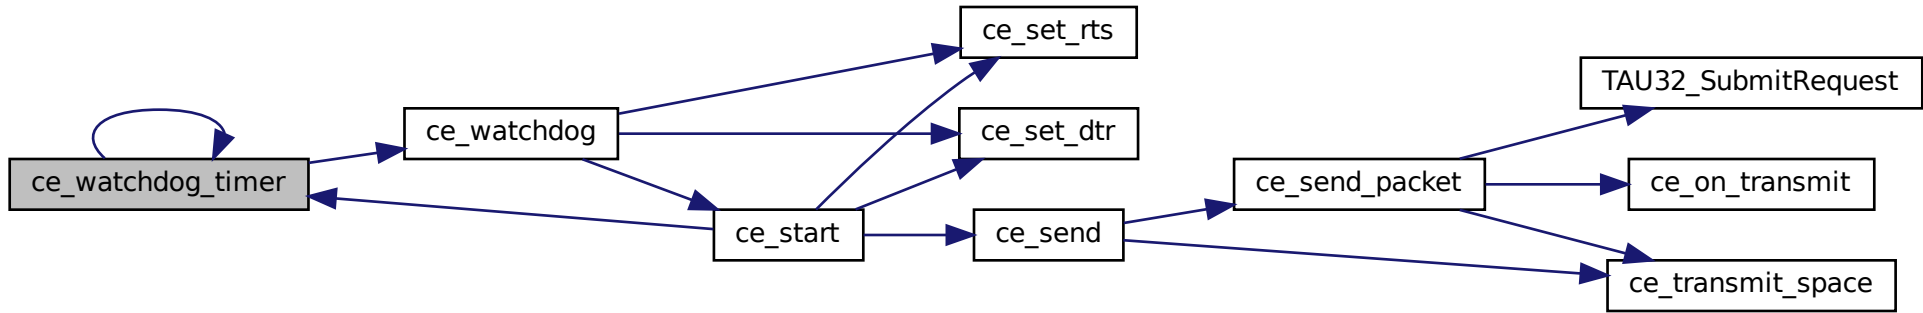 ce_watchdog_timer
ce_watchdog
ce_start
ce_set_rts
ce_set_dtr
ce_send
ce_send_packet
TAU32_SubmitRequest
ce_on_transmit
ce_transmit_space